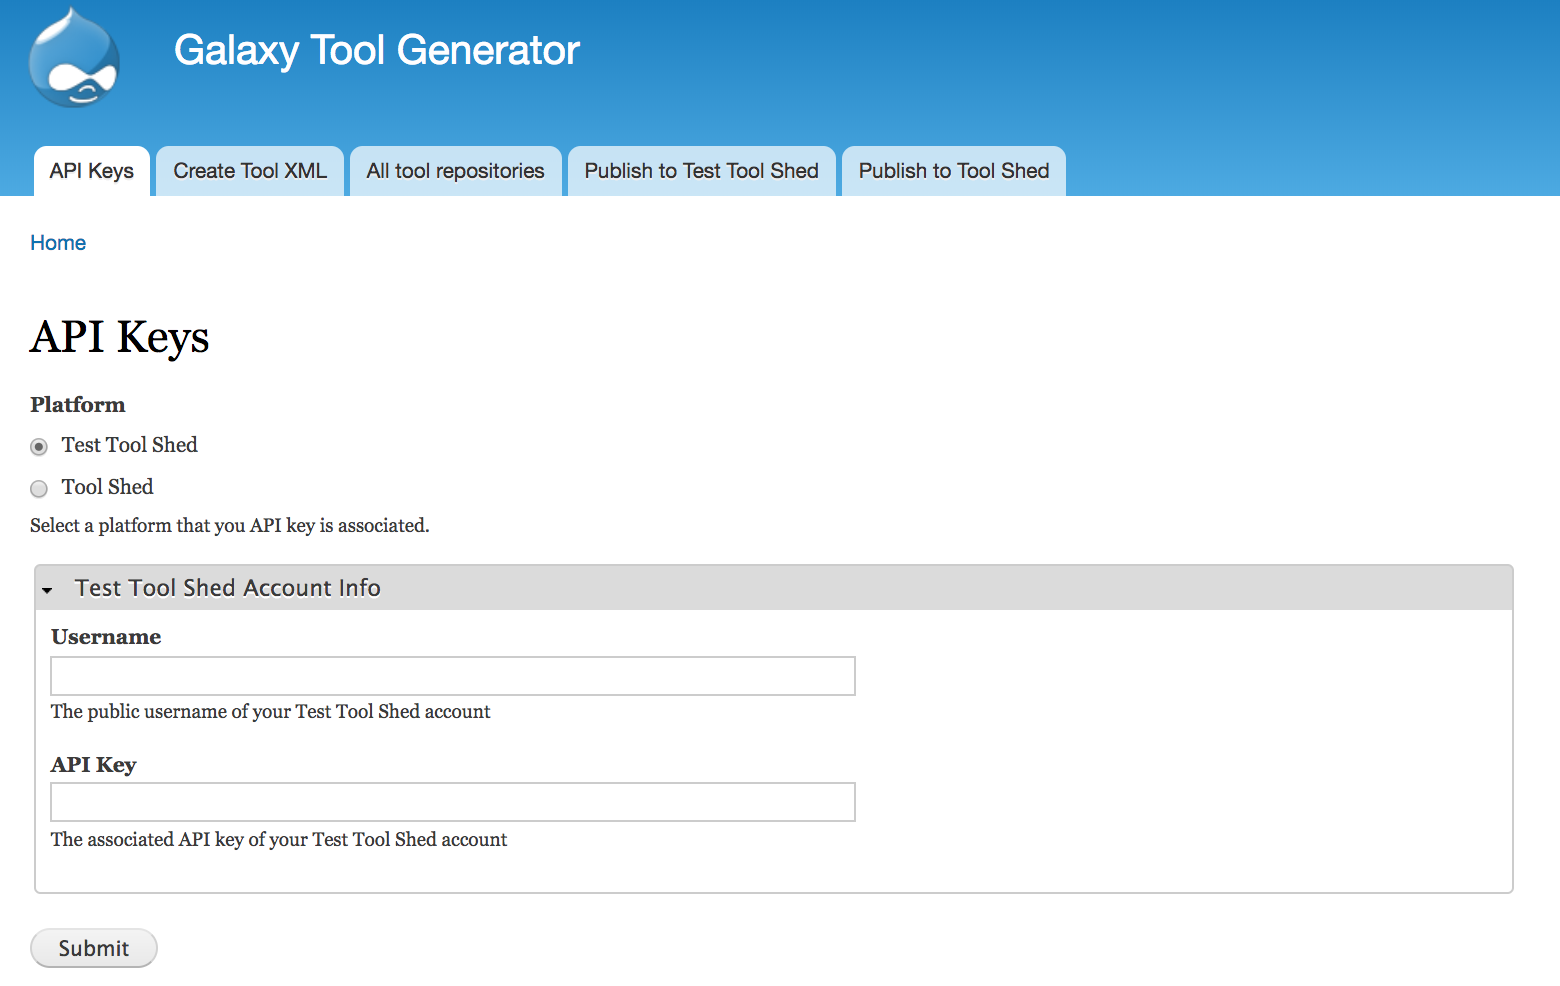 Galaxy Tool Generator
API Keys
Create Tool XML
All tool repositories
Publish to Test Tool Shed
Publish to Tool Shed
Home
API Keys
Platform
Test Tool Shed
Tool Shed
Select a platform that you API key is associated.
Test Tool Shed Account Info
Username
The public username of your Test Tool Shed account
API Key
The associated API key of your Test Tool Shed account
Submit